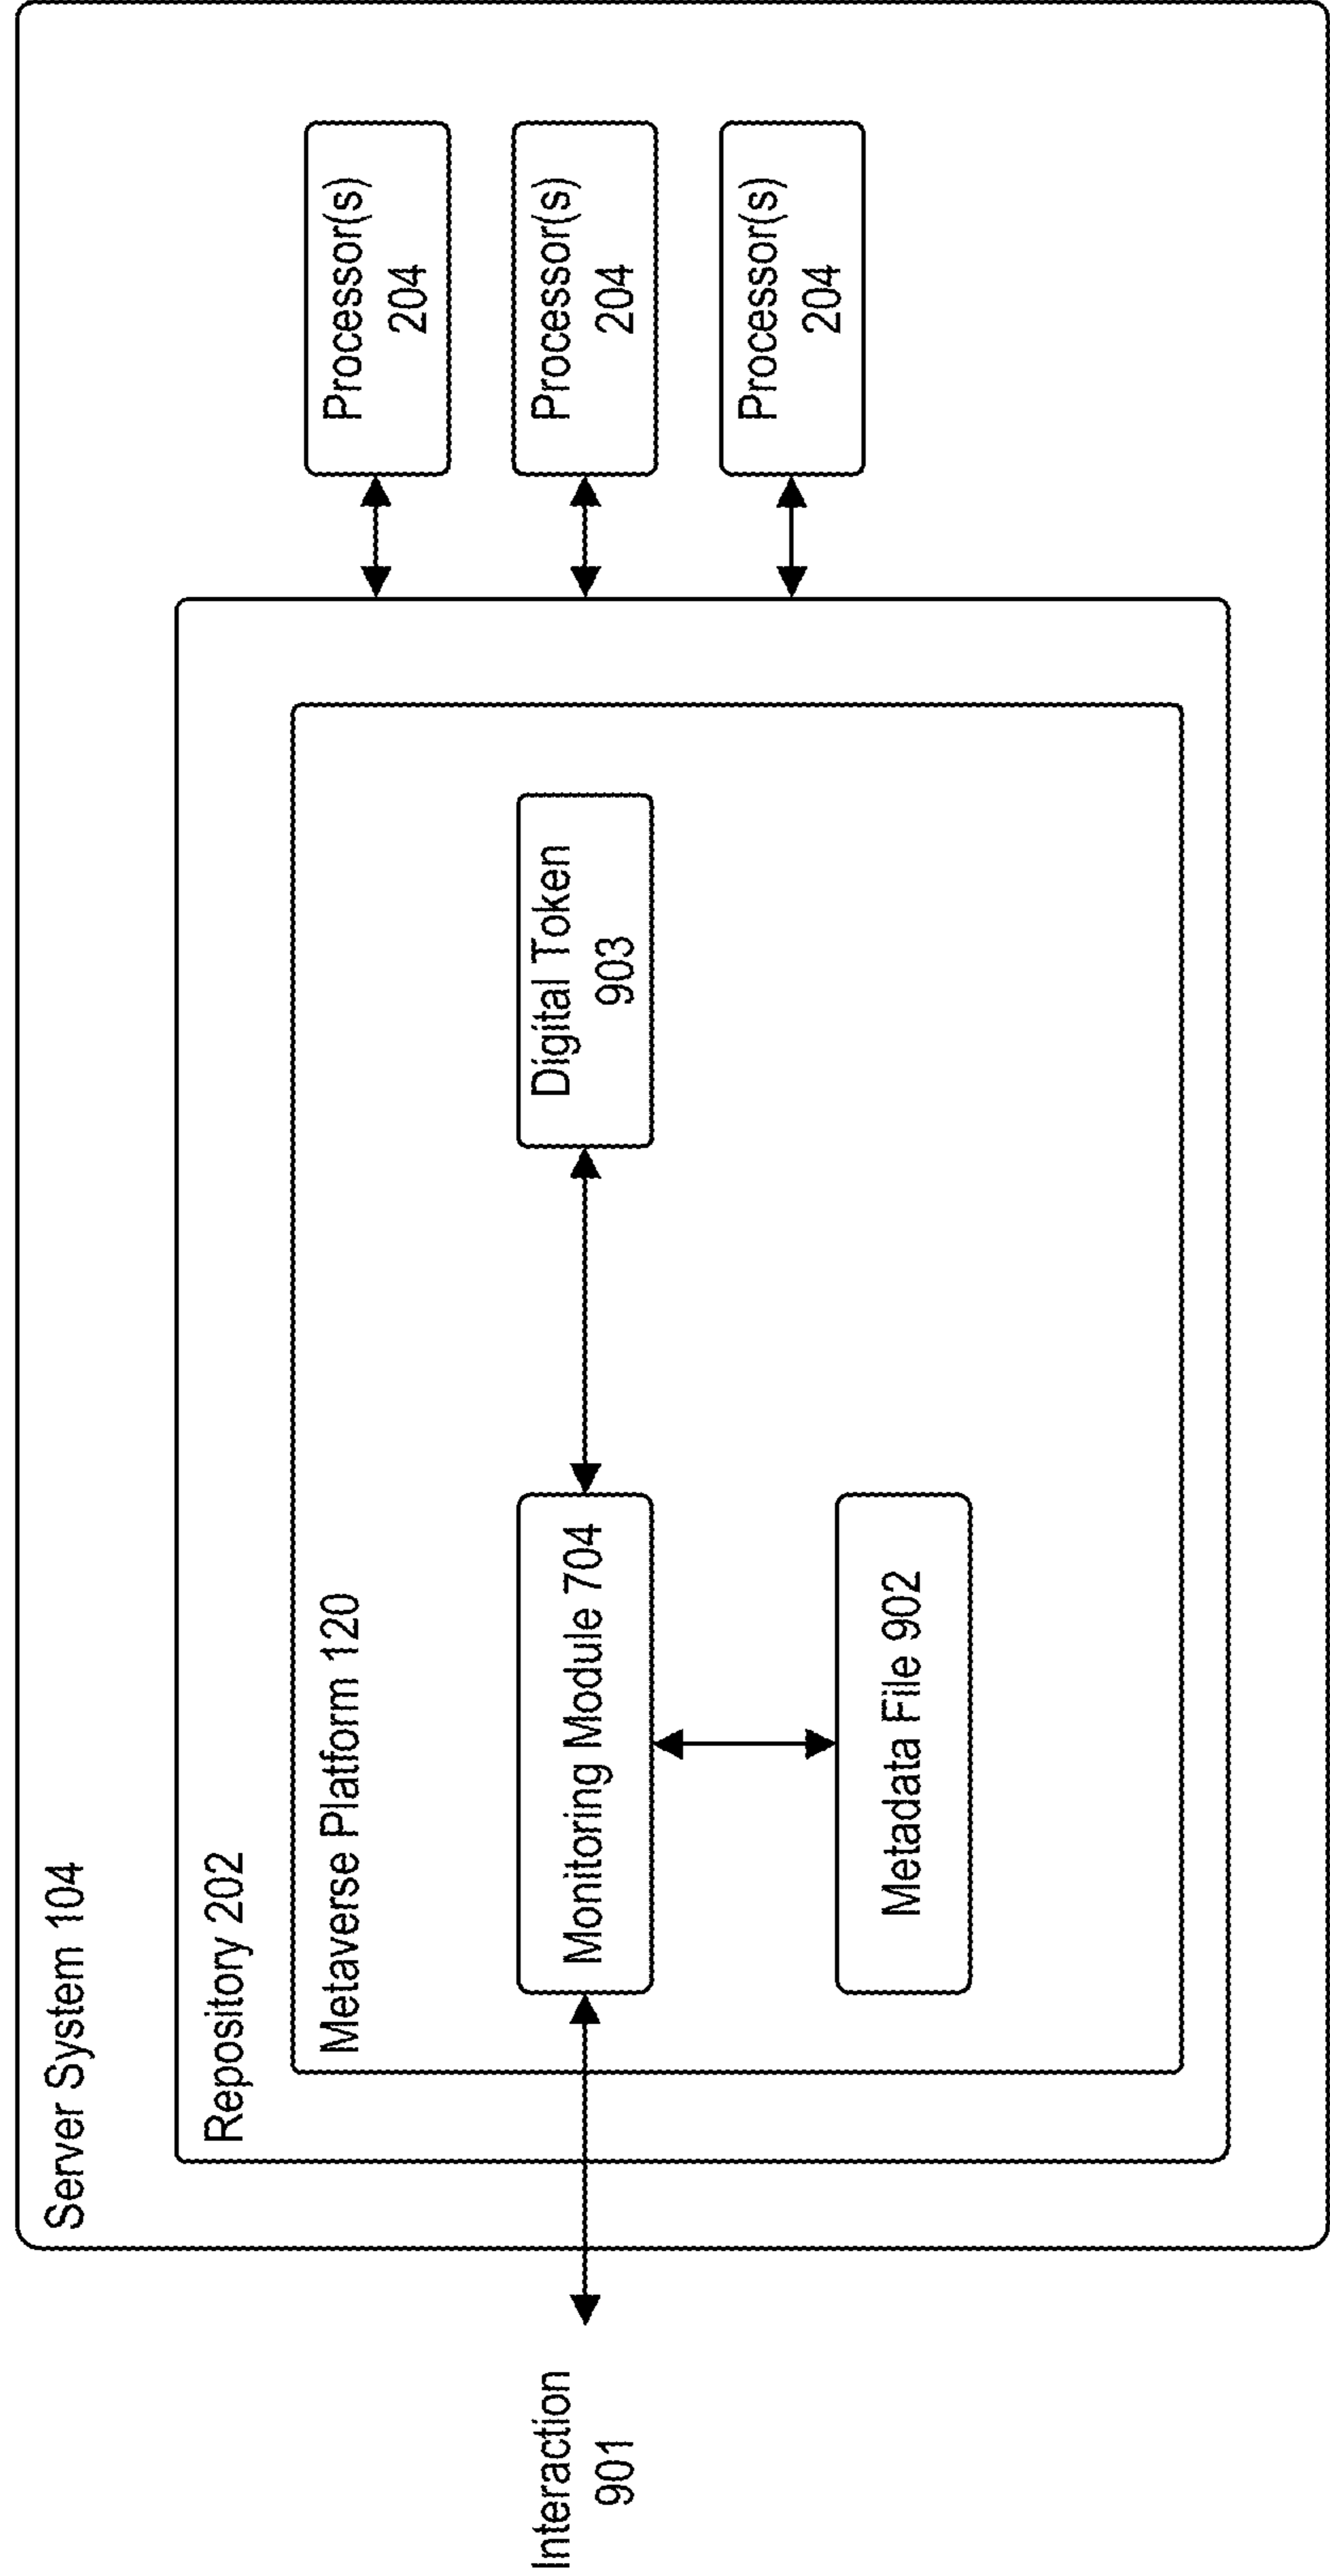 Server System 104
Repository 202
Metaverse Platform 120
Interaction
901
Monitoring Module 704
Metadata File 902
Digital Token
903
Processor(s)
204
Processor(s)
204
Processor(s)
204